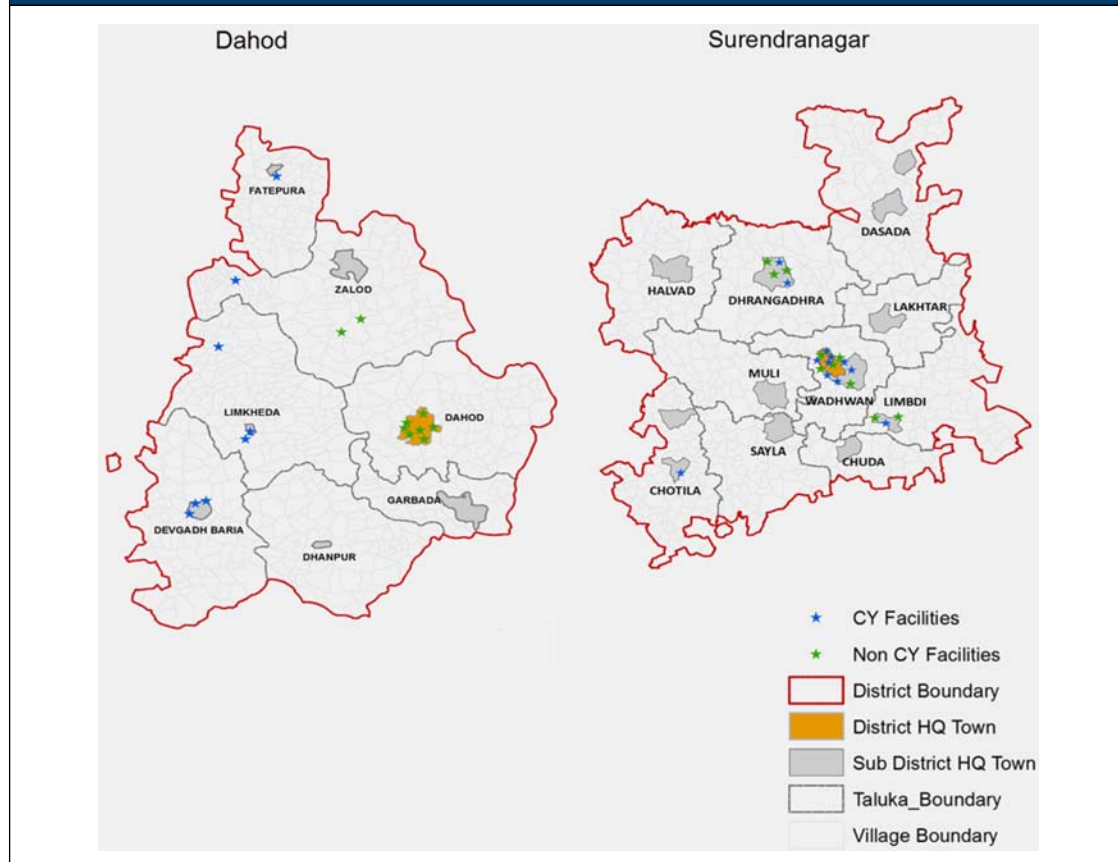 Dahod
Surendranagar
FATEPURA
ZALOD
LIMKHEDA
DAHOD
GARBADA
DEVGADH BARIA
DHANPUR
DASADA
HALVAD
DHRANGADHRA
LAKHTAR
MULI
WADHWAN
LIMBDI
SAYLA
CHUDA
CHOTILA
CY Facilities
Non CY Facilities
District Boundary
District HQ Town
Sub District HQ Town
Taluka_Boundary
Village Boundary